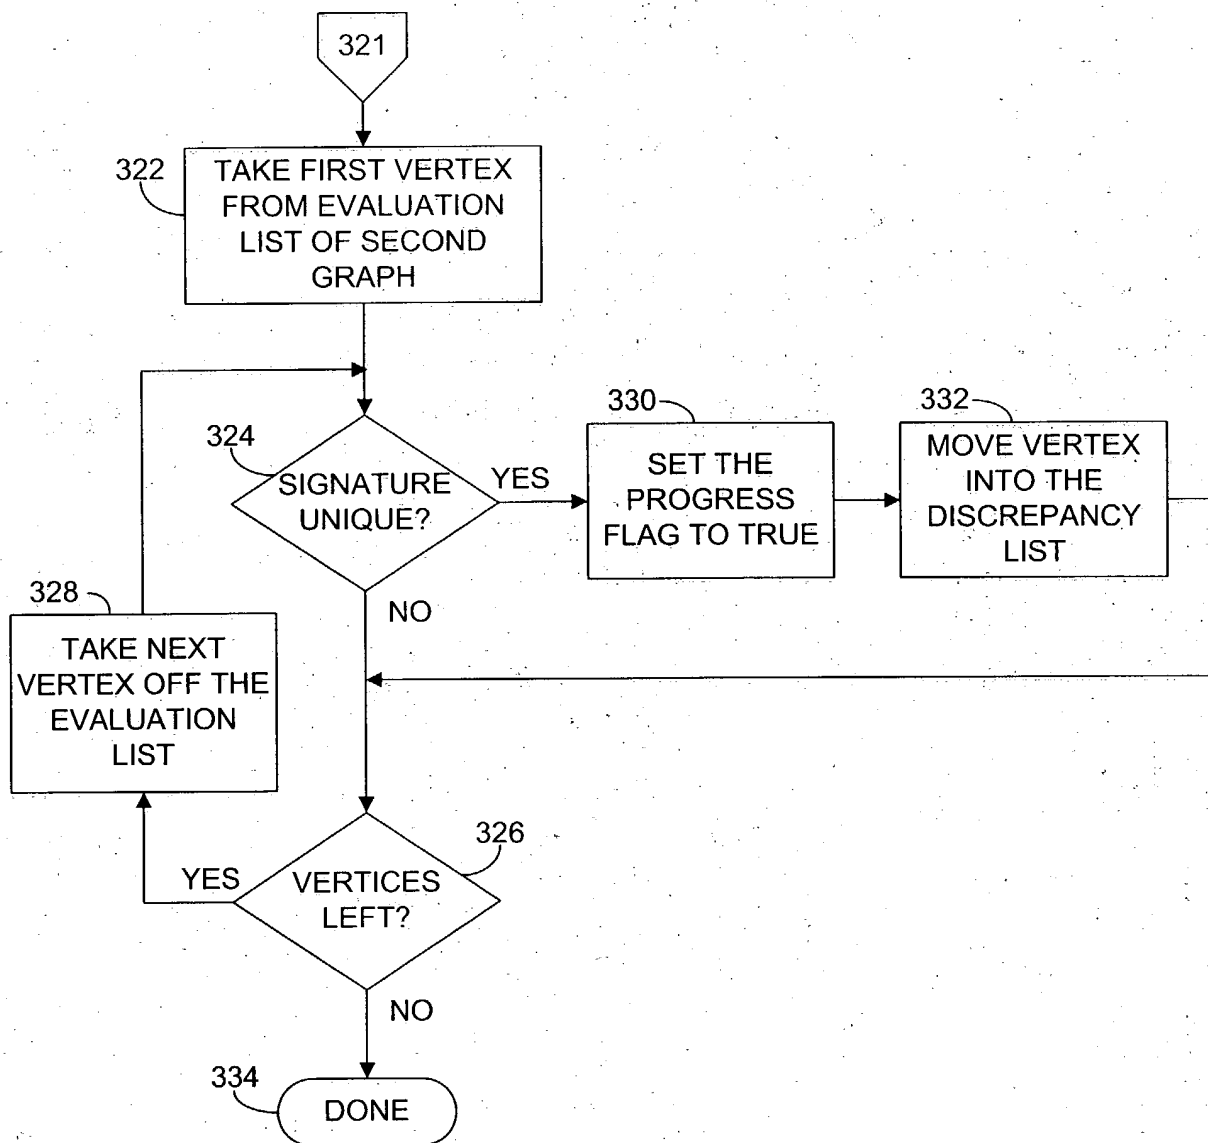 321
322
TAKE FIRST VERTEX
FROM EVALUATION
LIST OF SECOND
GRAPH
324
SIGNATURE
UNIQUE?
YES
330
SET THE
PROGRESS
FLAG TO TRUE
332
MOVE VERTEX
INTO THE
DISCREPANCY
LIST
NO
328
TAKE NEXT
VERTEX OFF THE
EVALUATION
LIST
326
VERTICES
LEFT?
YES
NO
334
DONE